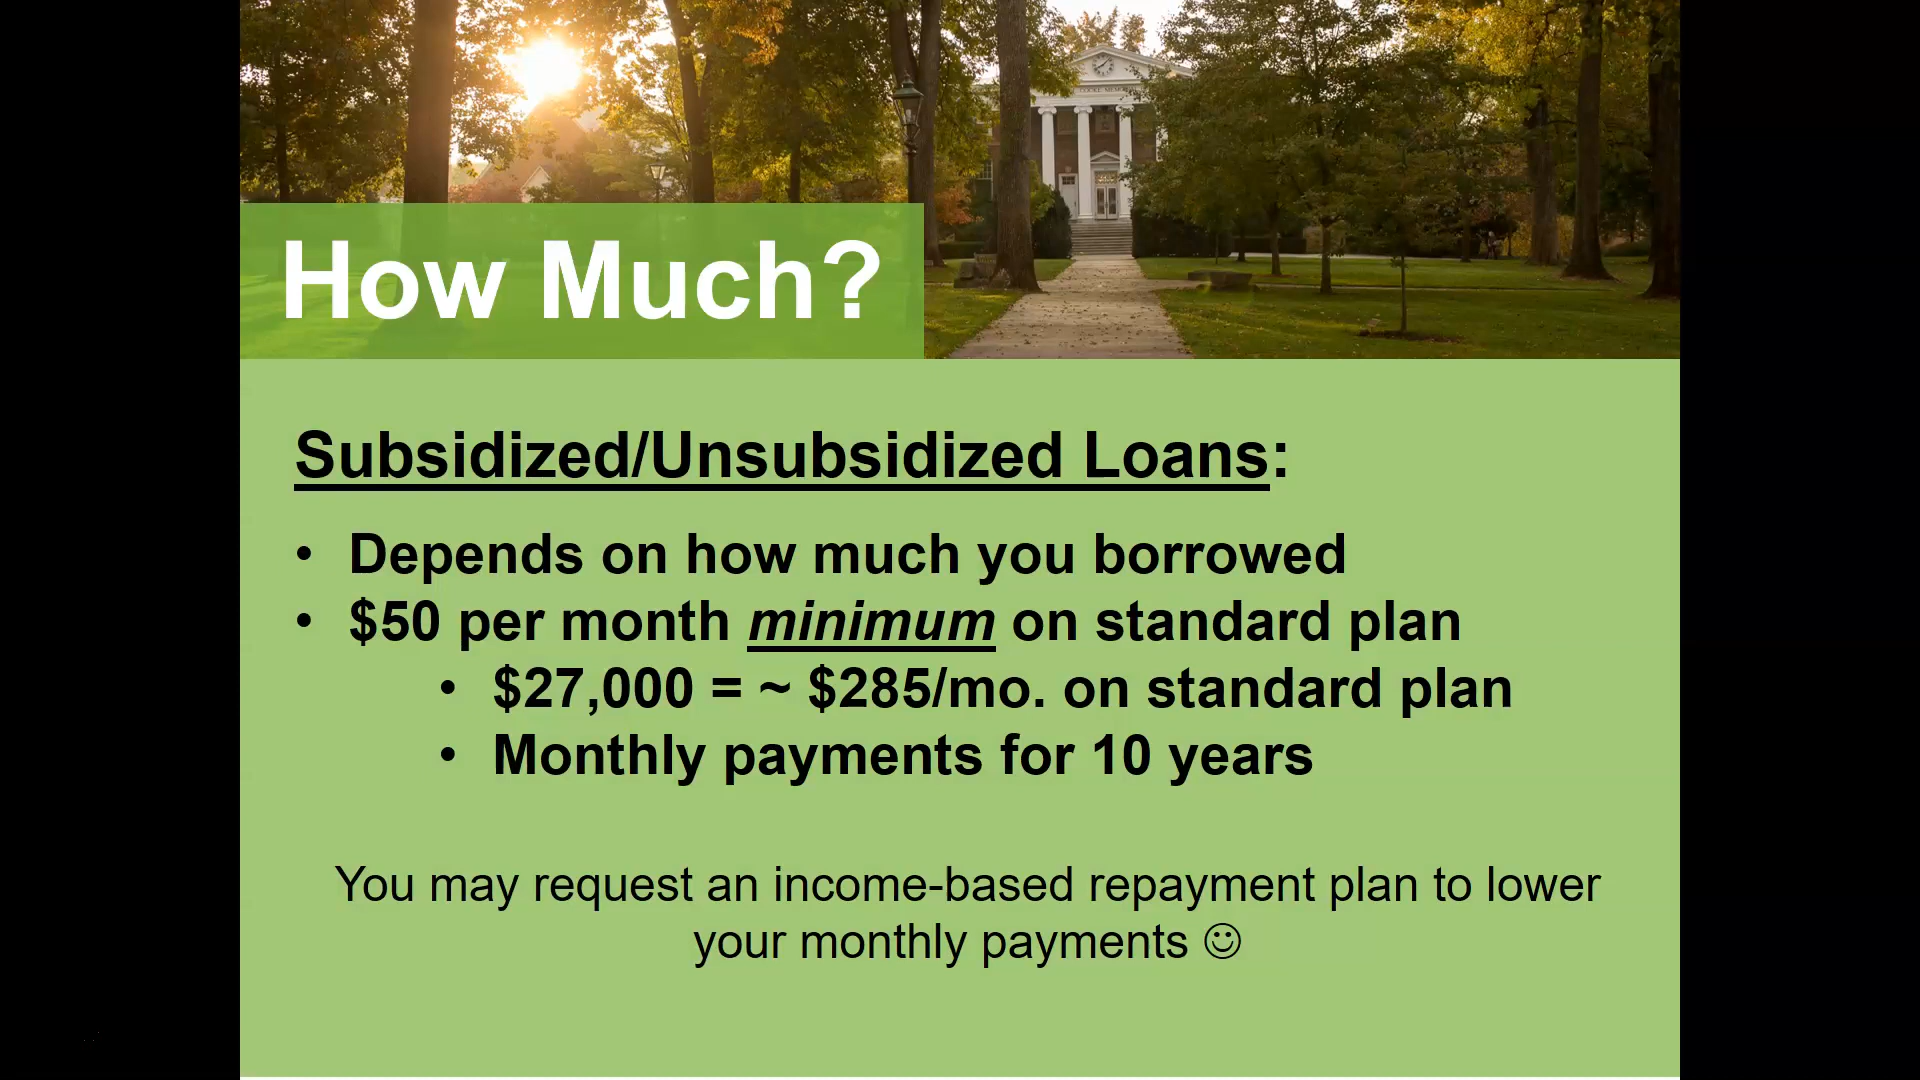 How Much?
Subsidized/Unsubsidized Loans:
• Depends on how much you borrowed
• $50 per month minimum on standard plan
• $27,000 = ~ $285/mo. on standard plan
• Monthly payments for 10 years
You may request an income-based repayment plan to lower
your monthly payments ☺